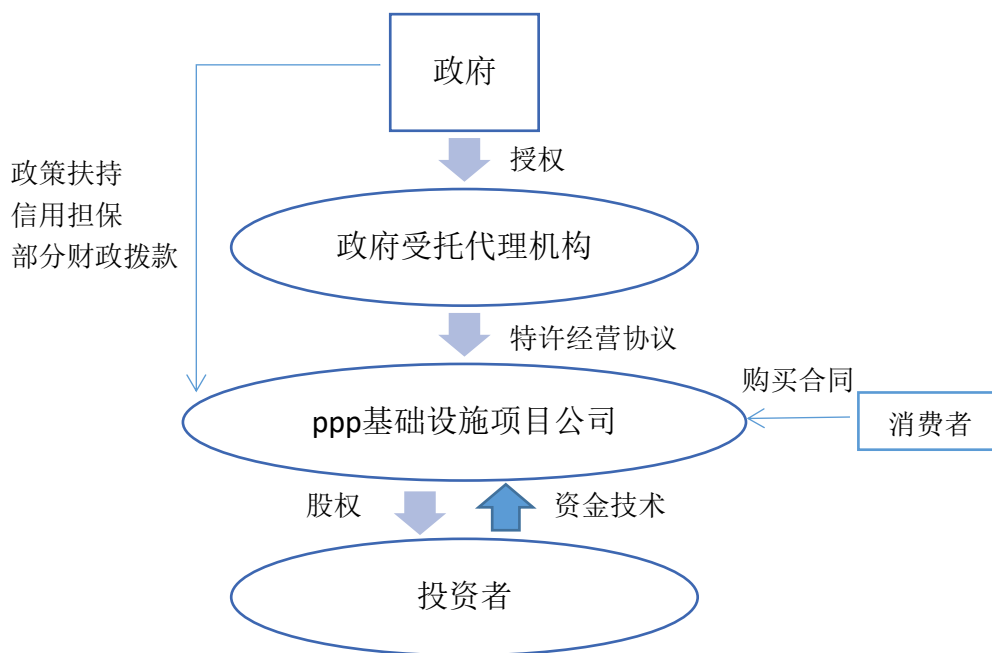 政府
授权
政策扶持
信用担保
部分财政拨款
政府受托代理机构
特许经营协议
购买合同
ppp基础设施项目公司
消费者
股权
资金技术
投资者